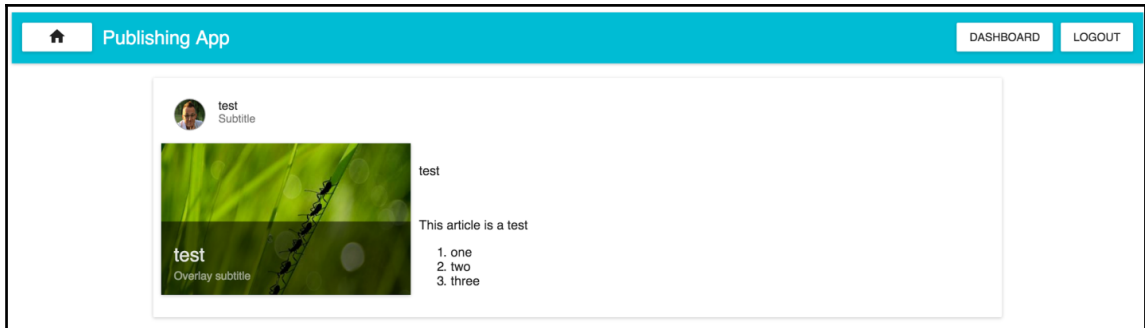 Publishing App
DASHBOARD
LOGOUT
test
Subtitle
test
Overlay subtitle
test
This article is a test
1. one
2. two
3. three